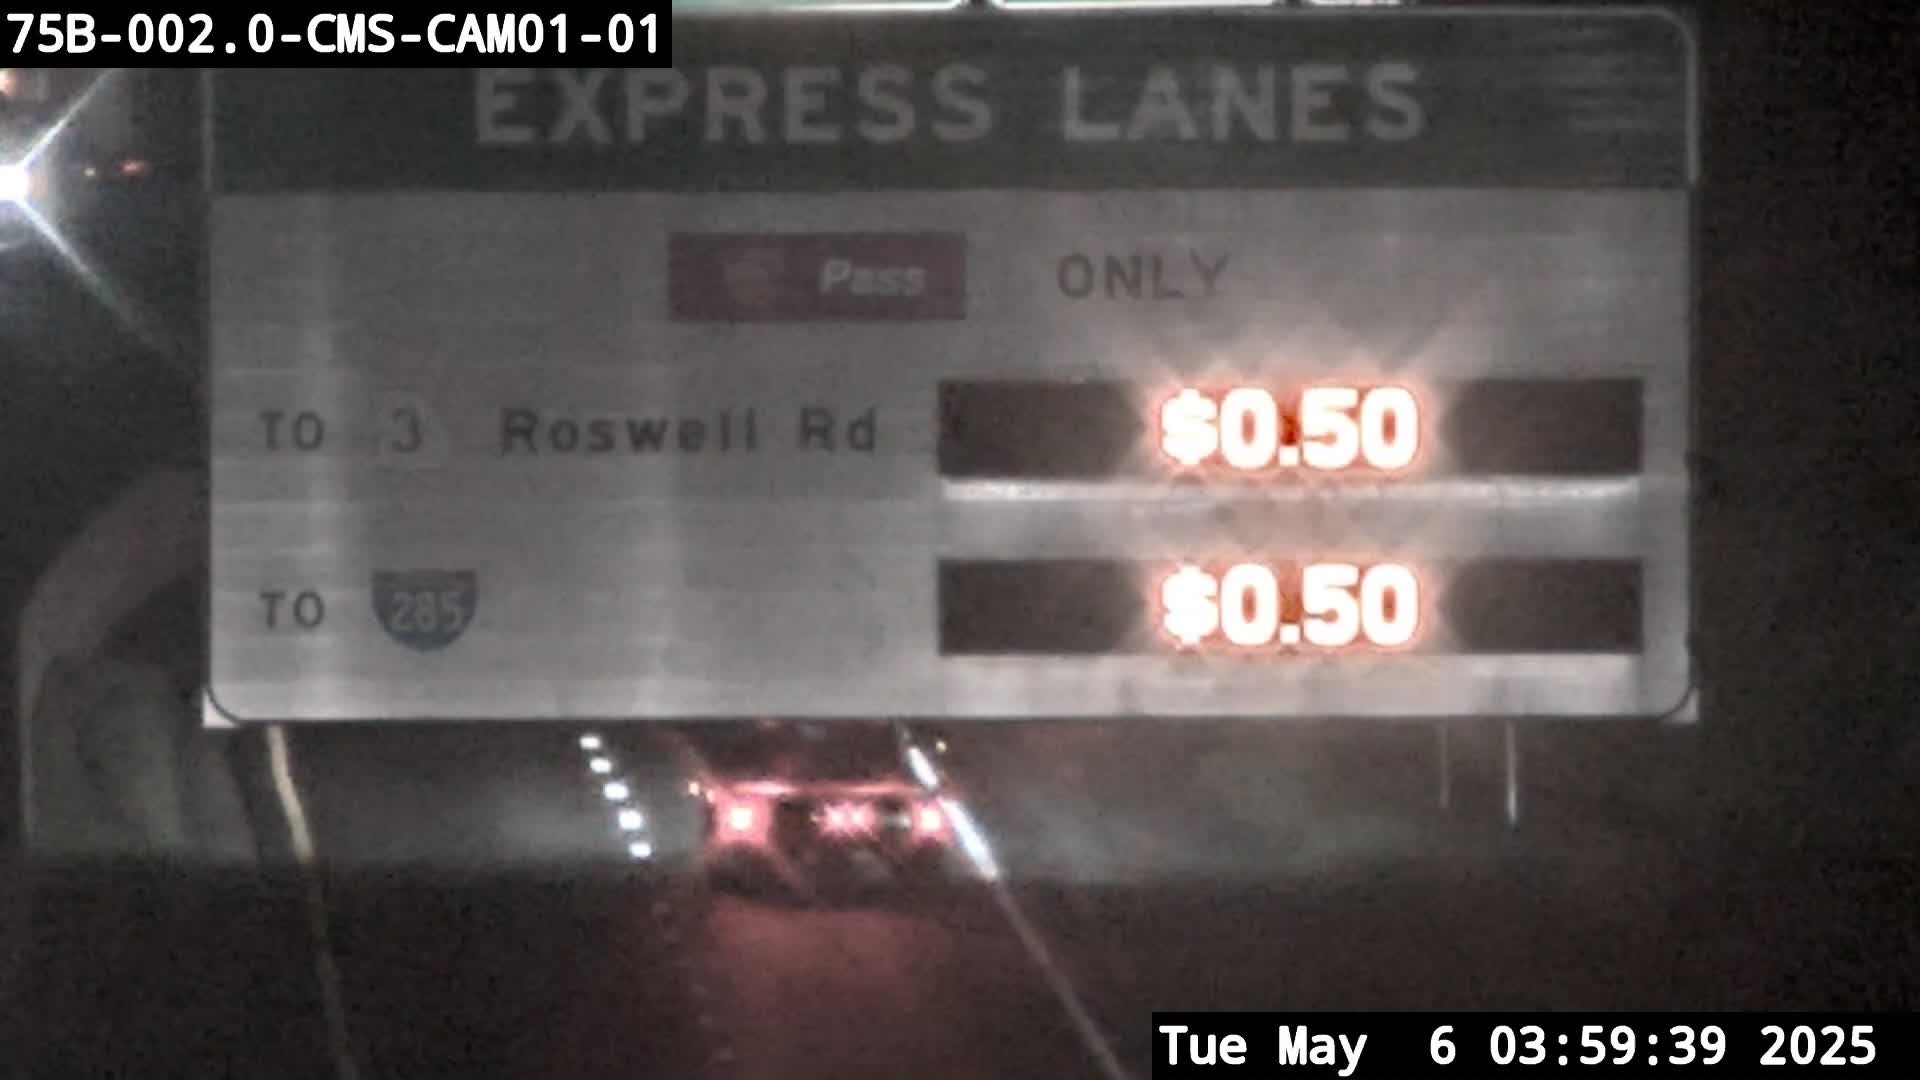 75B-002.0-CMS-CAM01-01
EXPRESS LANES
Pass ONLY
TO 3 Roswell Rd $0.50
TO 285 $0.50
Tue May 6 03:59:39 2025